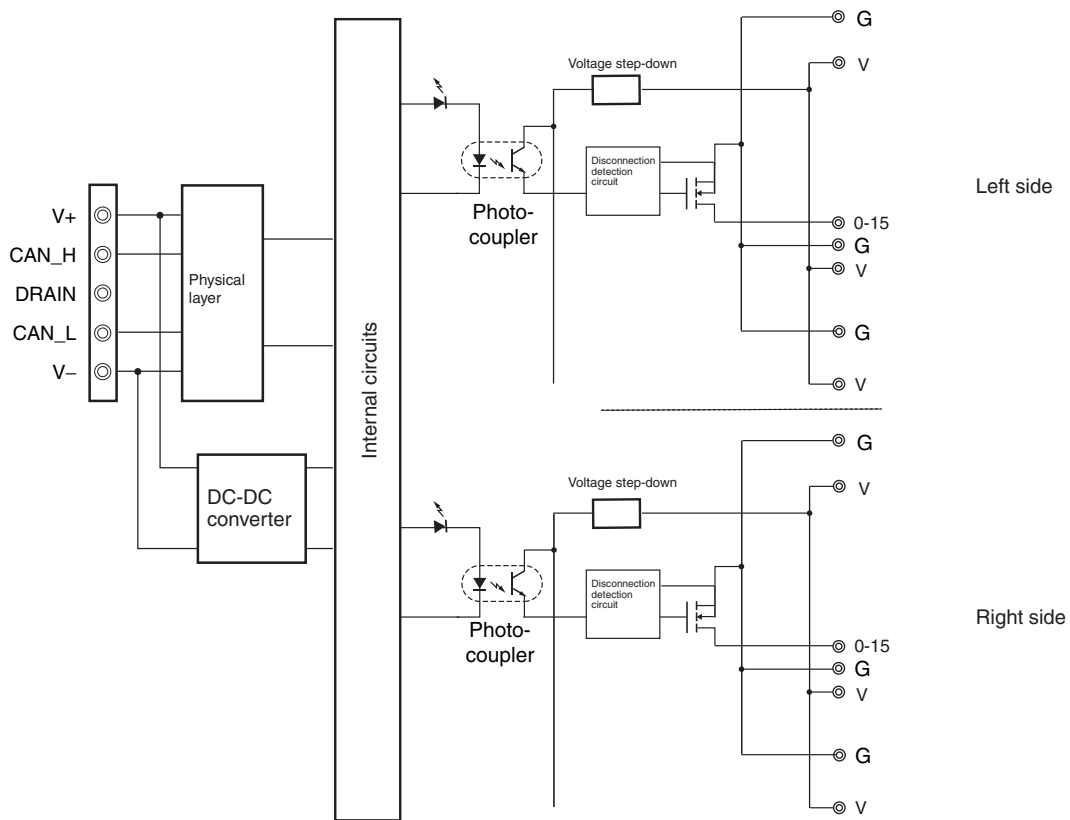 V+
CAN_H
DRAIN
CAN_L
V–
Physical
layer
DC-DC
converter
Internal circuits
Voltage step-down
Photo-
coupler
Disconnection
detection
circuit
G
V
0-15
G
V
G
V
Left side
Voltage step-down
Photo-
coupler
Disconnection
detection
circuit
G
V
0-15
G
V
G
V
Right side